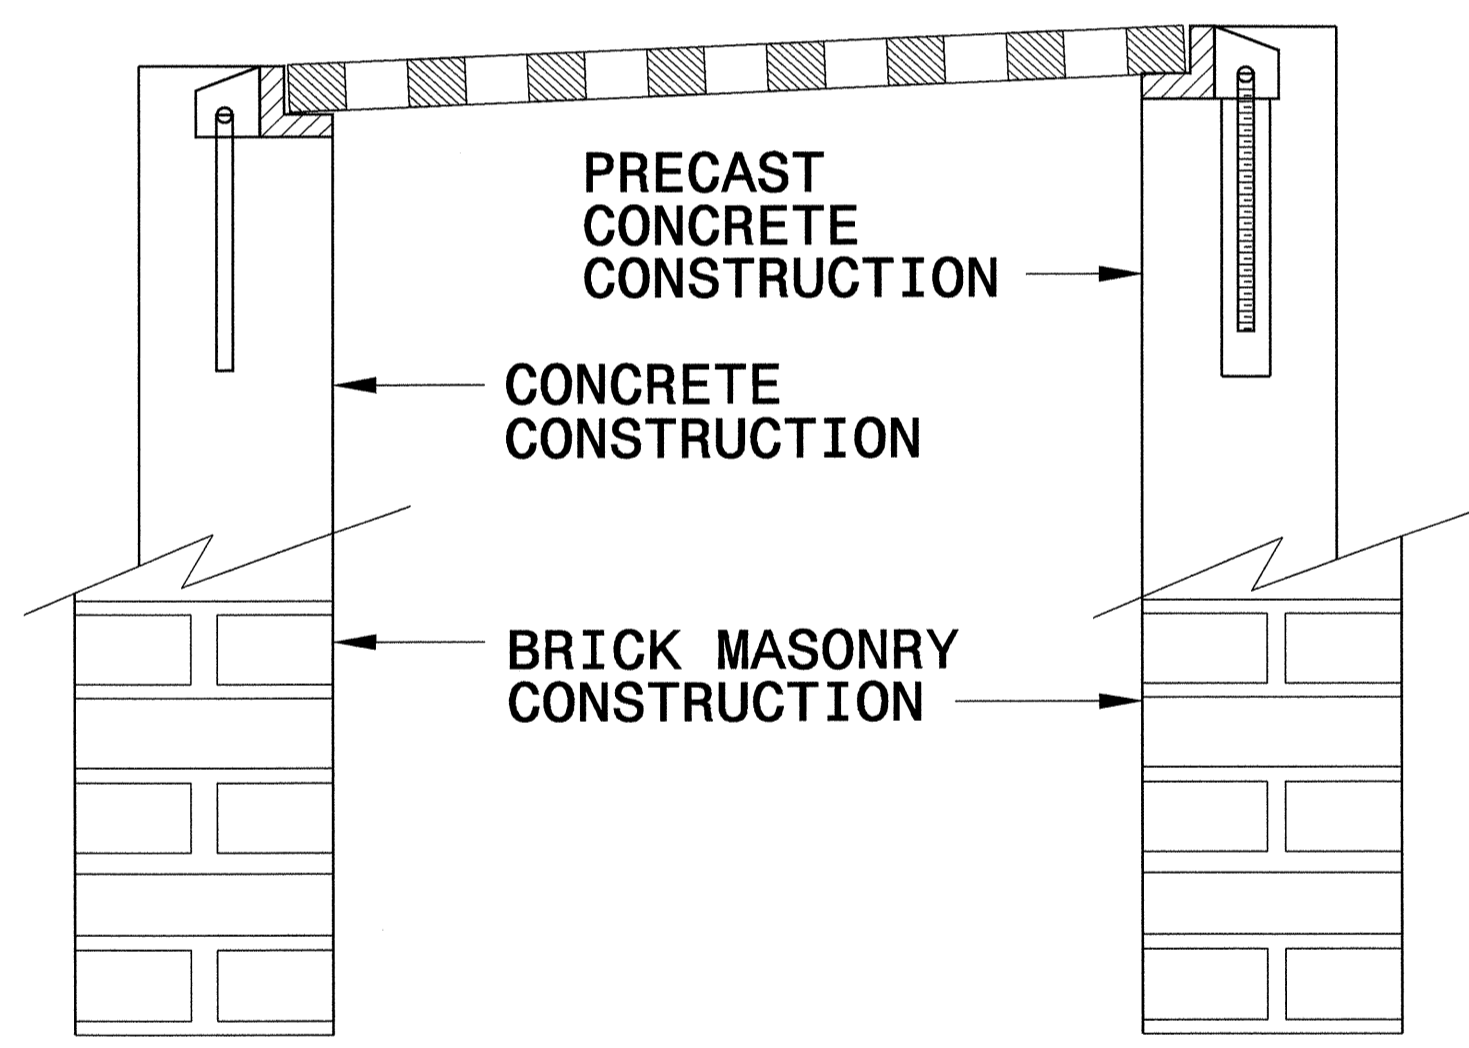 PRECAST
CONCRETE
CONSTRUCTION
CONCRETE
CONSTRUCTION
BRICK MASONRY
CONSTRUCTION